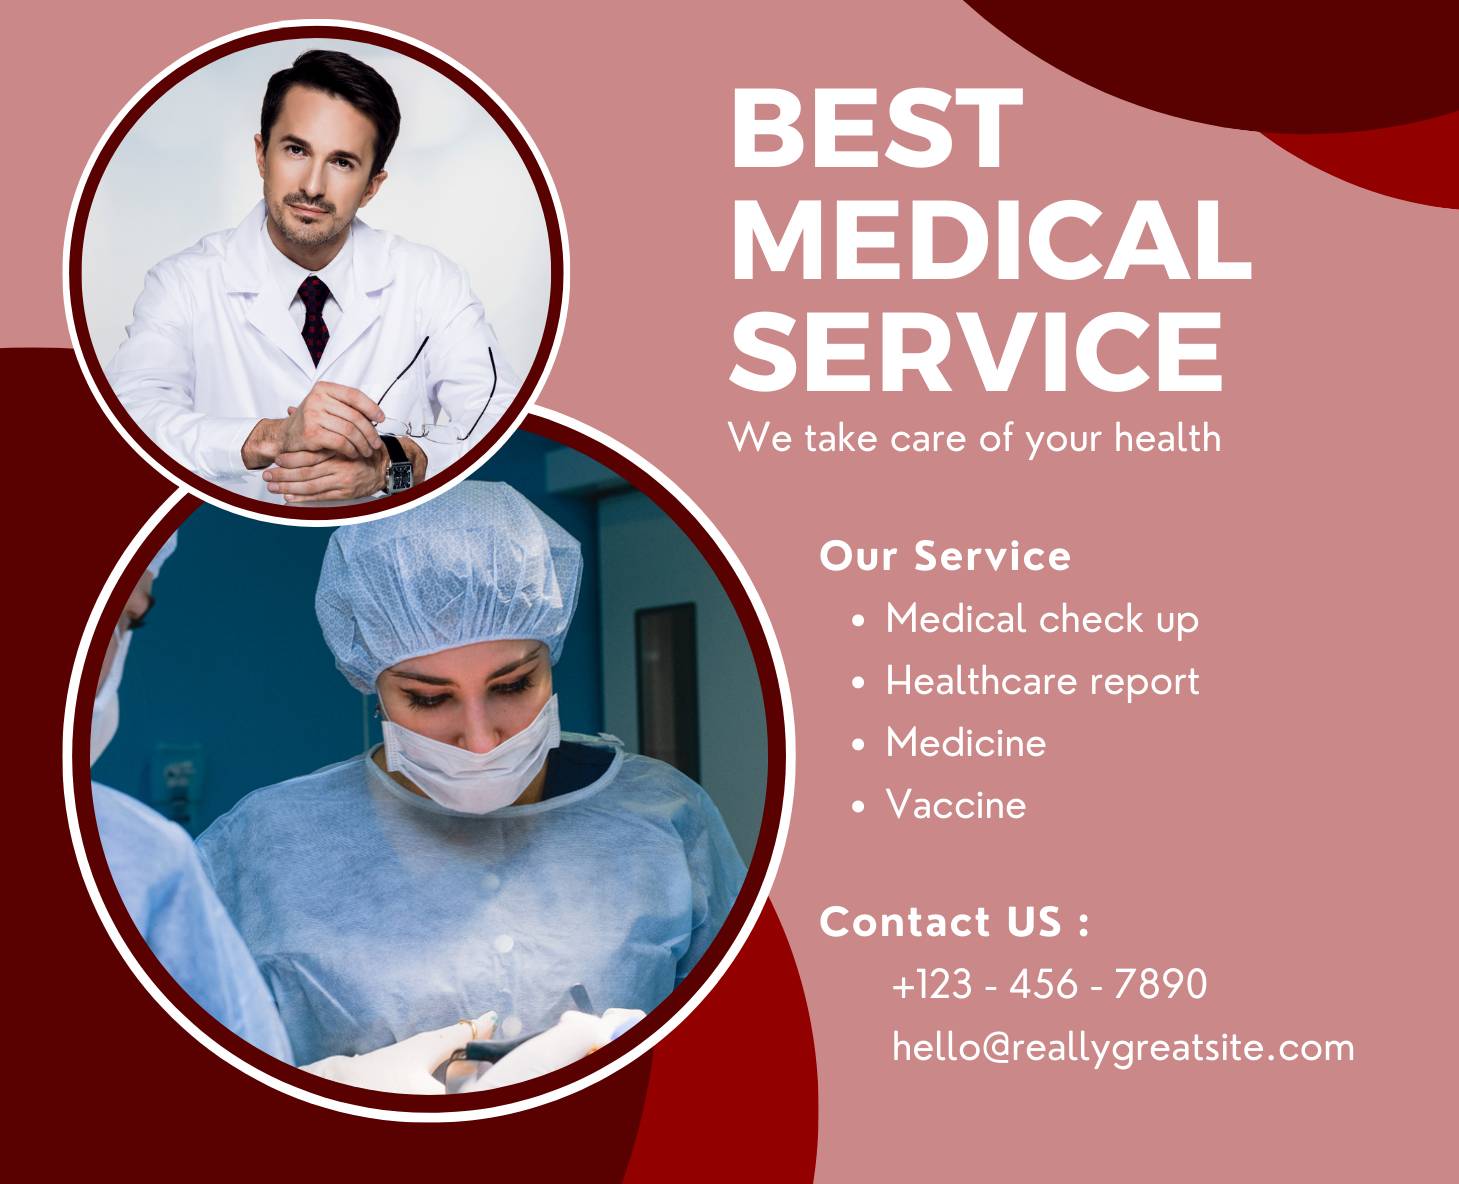 BEST
MEDICAL
SERVICE
We take care of your health
Our Service
• Medical check up
• Healthcare report
• Medicine
• Vaccine
Contact US :
+123 - 456 - 7890
hello@reallygreatsite.com